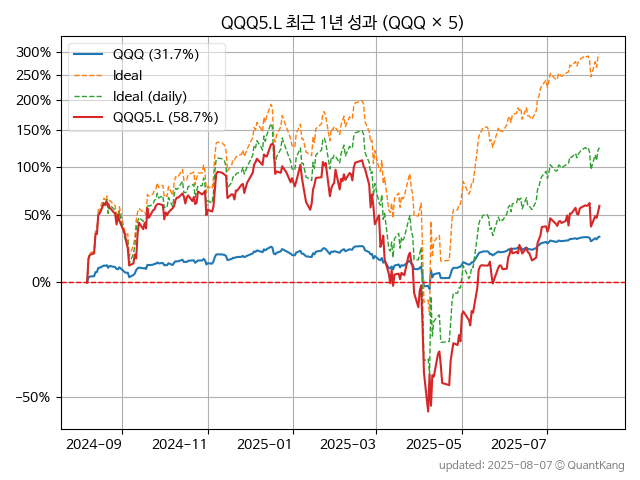 QQQ5.L 최근 1년 성과 (QQQ × 5)
QQQ (31.7%)
Ideal
Ideal (daily)
QQQ5.L (58.7%)
300%
250%
200%
150%
100%
50%
0%
−50%
2024-09
2024-11
2025-01
2025-03
2025-05
2025-07
updated: 2025-08-07 © QuantKang